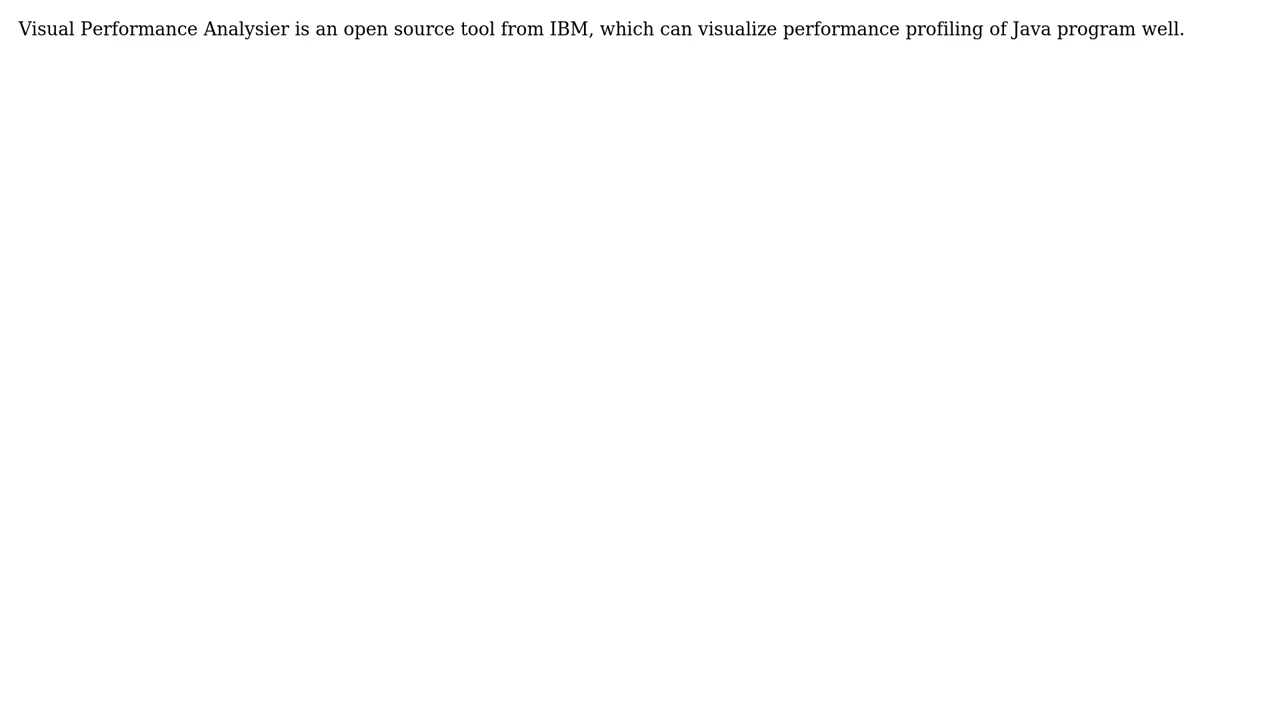 Visual Performance Analysier is an open source tool from IBM, which can visualize performance profiling of Java program well.